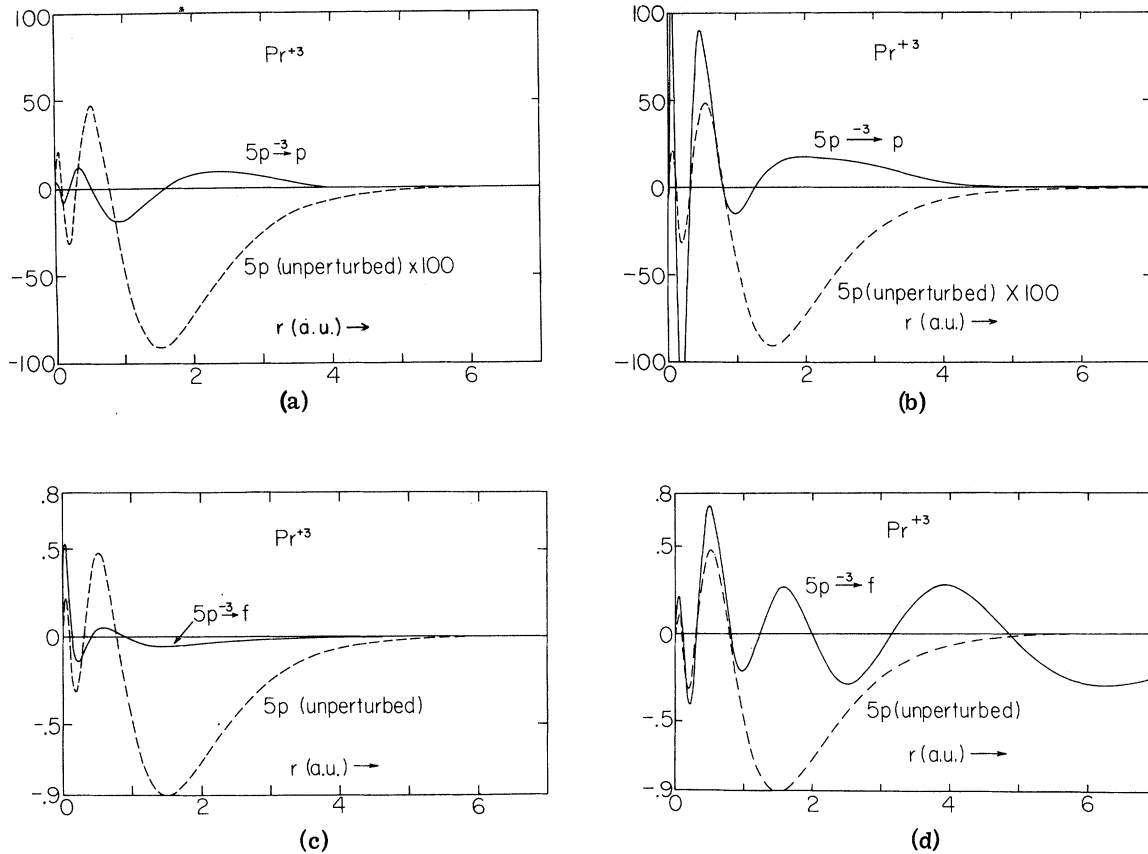 100
Pr+3
50
5p -3→ p
0
5p (unperturbed) x 100
-50
r (a.u.) →
-100
0 2 4 6
(a)
100
Pr+3
50
5p -3→ p
0
-50
5p (unperturbed) X 100
r (a.u.) →
-100
0 2 4 6
(b)
.8
Pr+3
.5
5p -3→ f
0
5p (unperturbed)
-.5
r (a.u.) →
-.9
0 2 4 6
(c)
.8
Pr+3
.5
5p -3→ f
0
5p (unperturbed)
-.5
r (a.u.) →
-.9
0 2 4 6
(d)